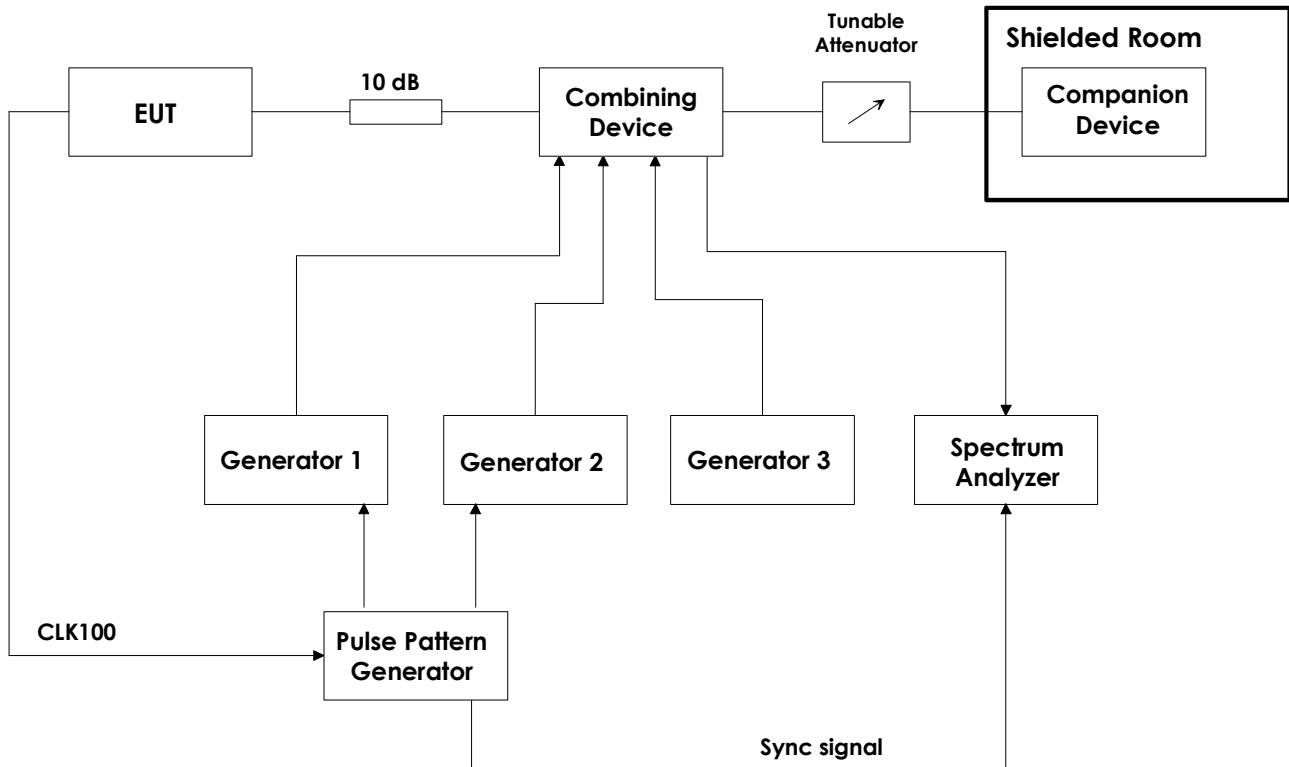 Tunable
Attenuator
Shielded Room
10 dB
EUT
Combining
Device
Companion
Device
Generator 1
Generator 2
Generator 3
Spectrum
Analyzer
CLK100
Pulse Pattern
Generator
Sync signal